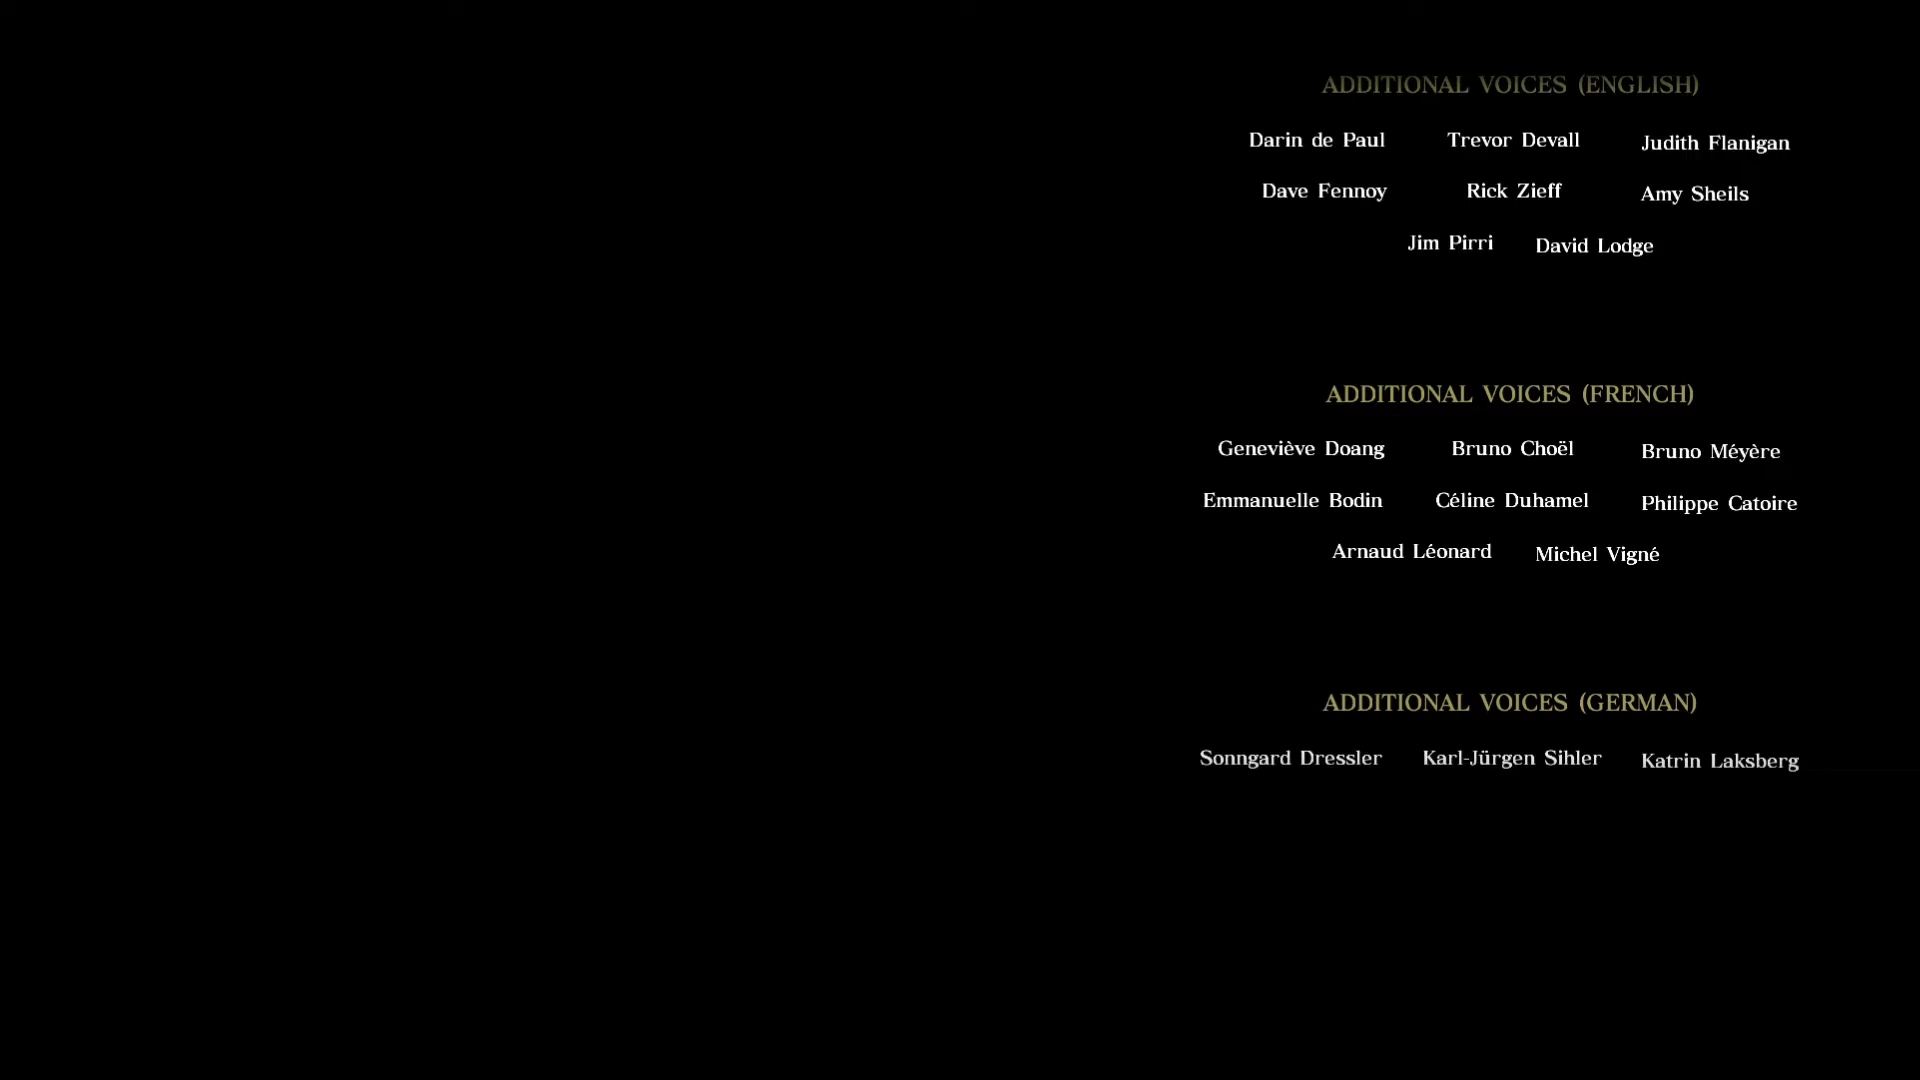 ADDITIONAL VOICES (ENGLISH)
Darin de Paul Trevor Devall Judith Flanigan
Dave Fennoy Rick Zieff Amy Sheils
Jim Pirri David Lodge
ADDITIONAL VOICES (FRENCH)
Geneviève Doang Bruno Choël Bruno Méyère
Emmanuelle Bodin Céline Duhamel Philippe Catoire
Arnaud Léonard Michel Vigné
ADDITIONAL VOICES (GERMAN)
Sonngard Dressler Karl-Jürgen Sihler Katrin Laksberg